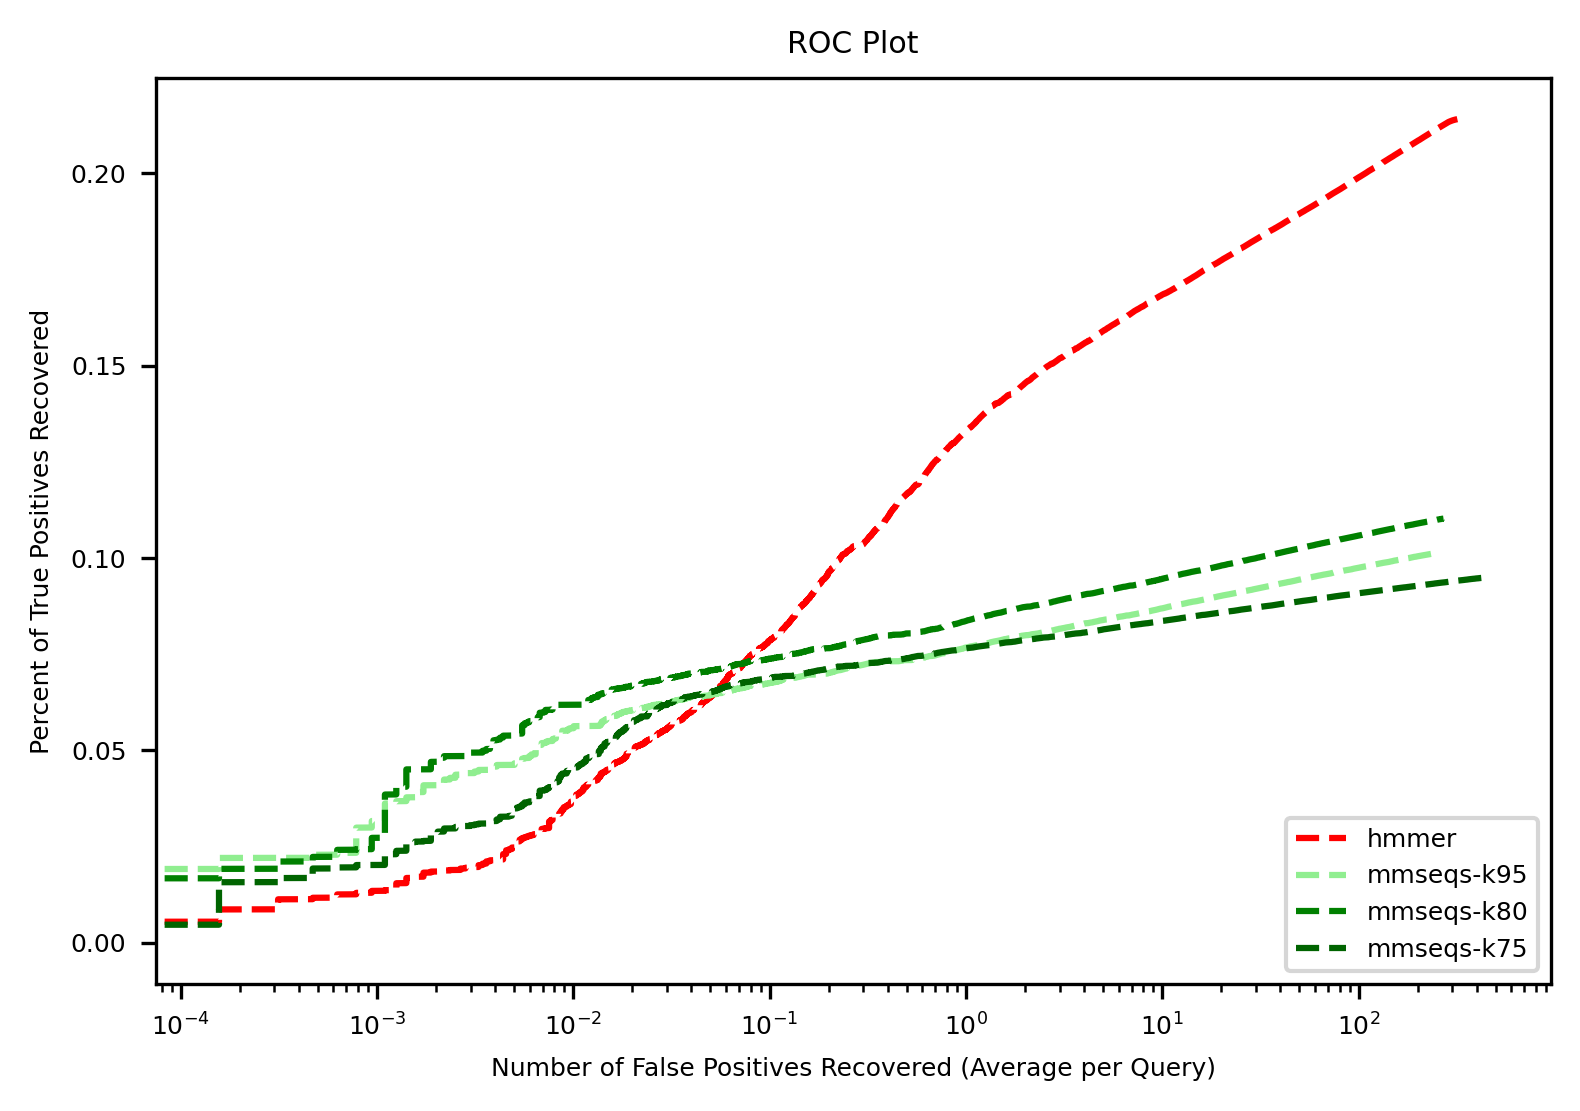 ROC Plot
Percent of True Positives Recovered
0.20
0.15
0.10
0.05
0.00
hmmer
mmseqs-k95
mmseqs-k80
mmseqs-k75
10⁻⁴ 10⁻³ 10⁻² 10⁻¹ 10⁰ 10¹ 10²
Number of False Positives Recovered (Average per Query)